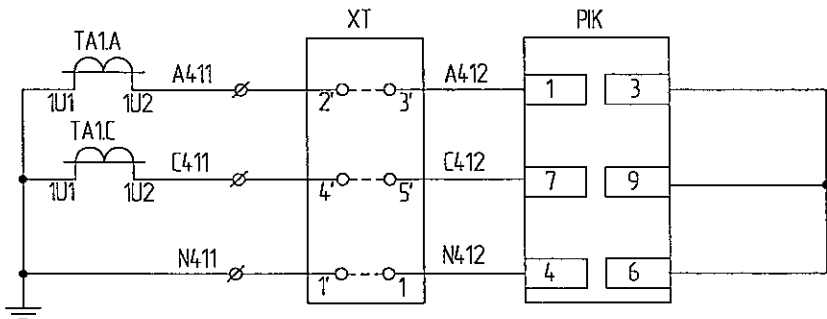 XT PIK
TA1.A
A411 A412
1U1 1U2 2' 3' 1 3
TA1.C
C411 C412
1U1 1U2 4' 5' 7 9
N411 N412
1' 1 4 6